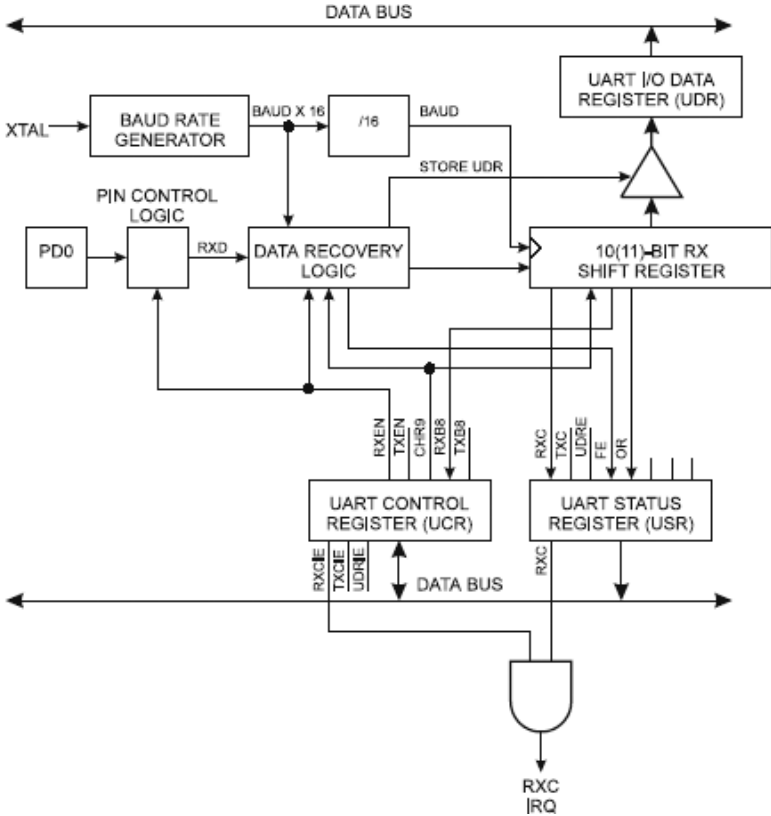 DATA BUS
UART I/O DATA
REGISTER (UDR)
XTAL
BAUD RATE
GENERATOR
BAUD X 16
/16
BAUD
STORE UDR
PIN CONTROL
LOGIC
PD0
RXD
DATA RECOVERY
LOGIC
10(11)-BIT RX
SHIFT REGISTER
RXEN
TXEN
CHR9
RXB8
TXB8
RXC
TXC
UDRE
FE
OR
UART CONTROL
REGISTER (UCR)
UART STATUS
REGISTER (USR)
RXCIE
TXCIE
UDRIE
RXC
DATA BUS
RXC
IRQ